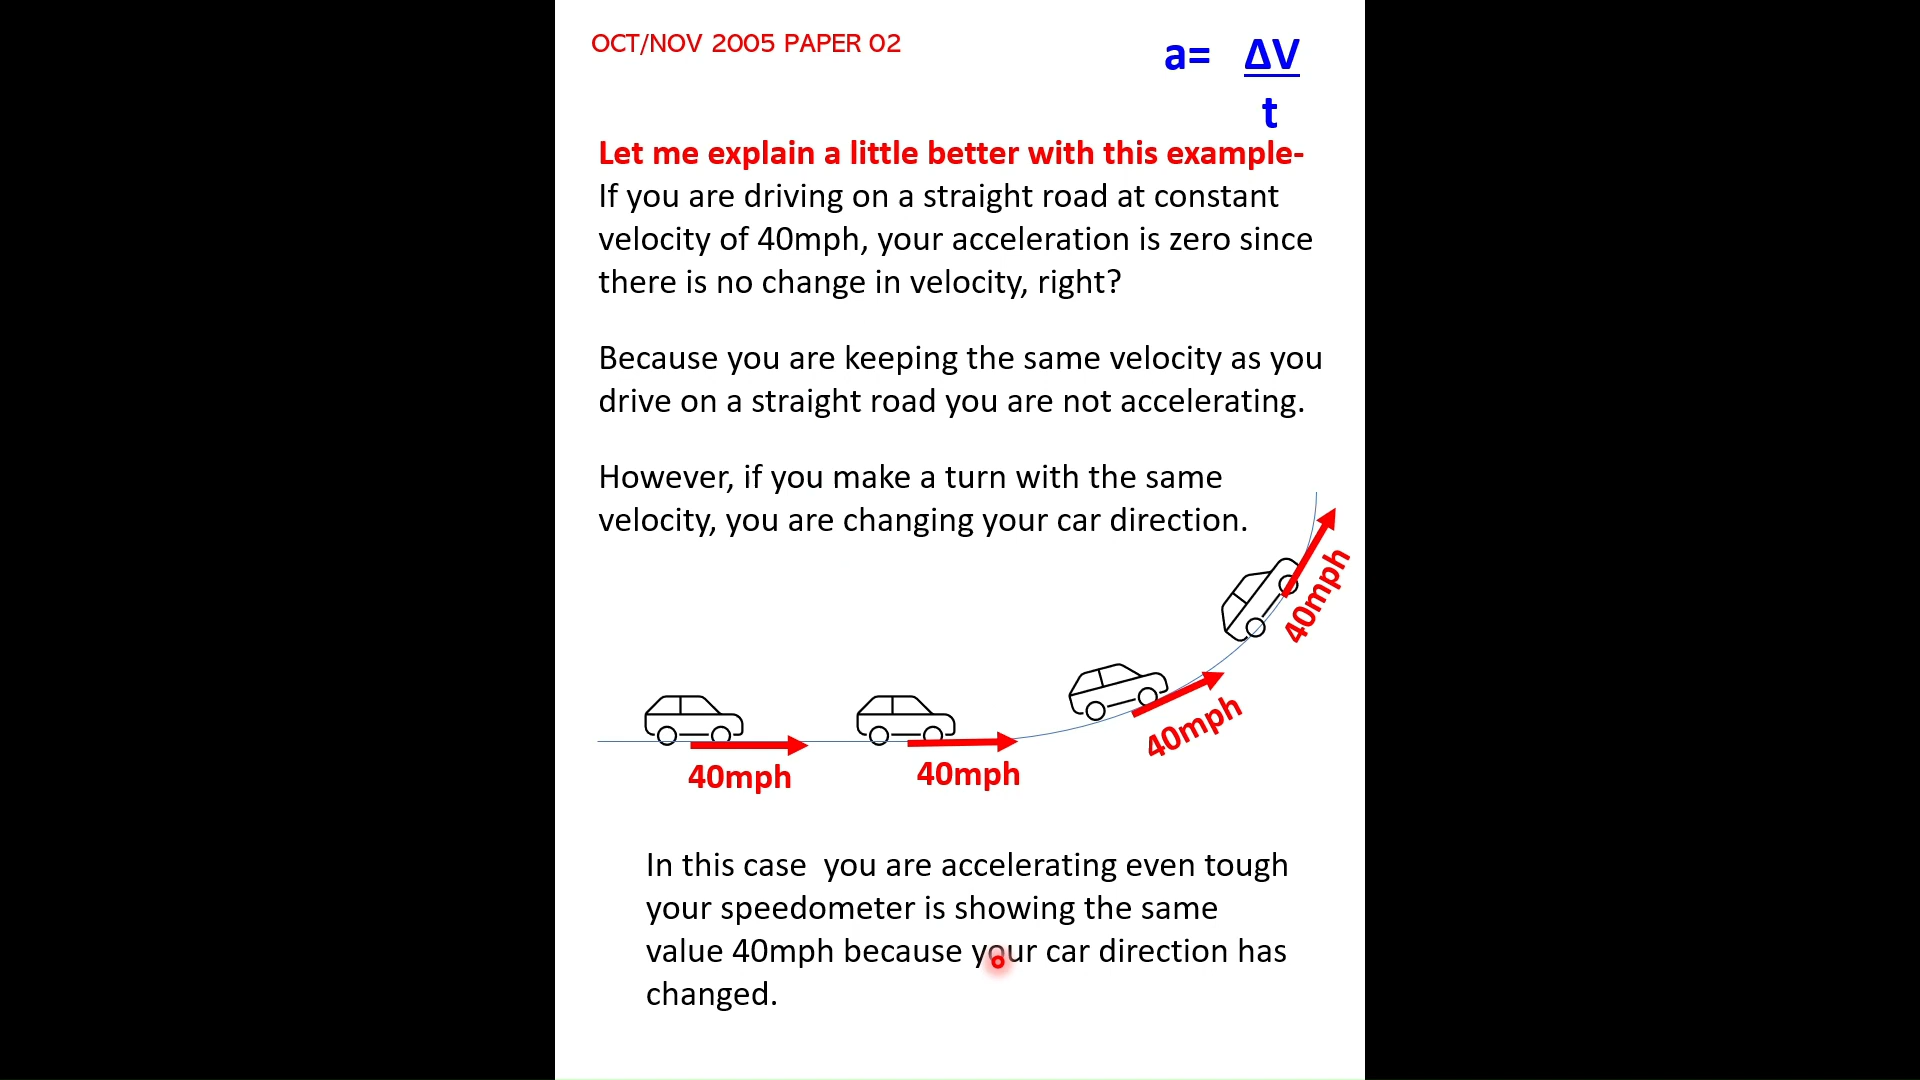 OCT/NOV 2005 PAPER 02
a= ΔV
t
Let me explain a little better with this example-
If you are driving on a straight road at constant
velocity of 40mph, your acceleration is zero since
there is no change in velocity, right?
Because you are keeping the same velocity as you
drive on a straight road you are not accelerating.
However, if you make a turn with the same
velocity, you are changing your car direction.
40mph
40mph
40mph
40mph
In this case  you are accelerating even tough
your speedometer is showing the same
value 40mph because your car direction has
changed.